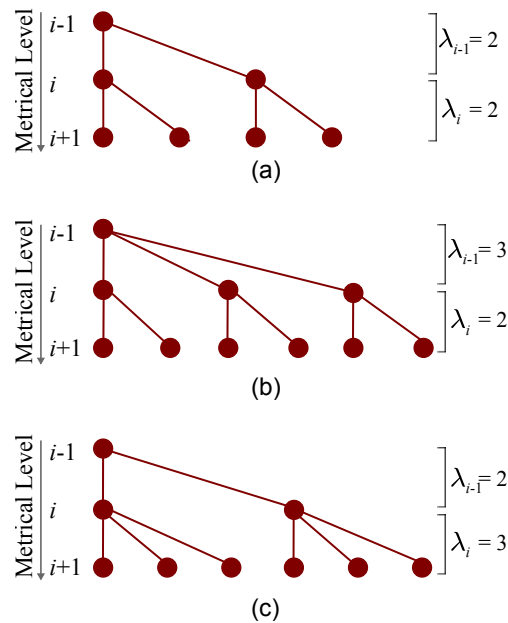 Metrical Level
i-1
λi-1= 2
i
λi = 2
i+1
(a)
Metrical Level
i-1
λi-1= 3
i
λi = 2
i+1
(b)
Metrical Level
i-1
λi-1= 2
i
λi = 3
i+1
(c)